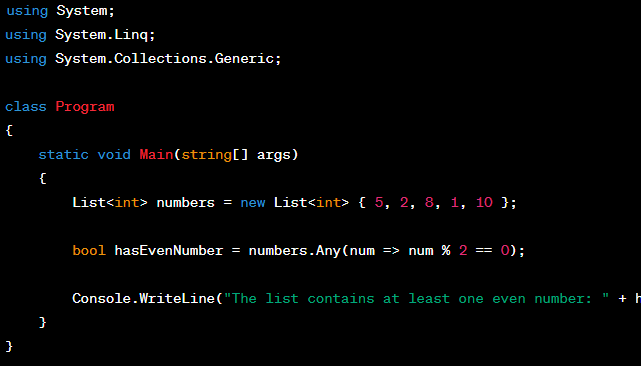 using System;
using System.Linq;
using System.Collections.Generic;
class Program
{
static void Main(string[] args)
{
List<int> numbers = new List<int> { 5, 2, 8, 1, 10 };
bool hasEvenNumber = numbers.Any(num => num % 2 == 0);
Console.WriteLine("The list contains at least one even number: " + h
}
}